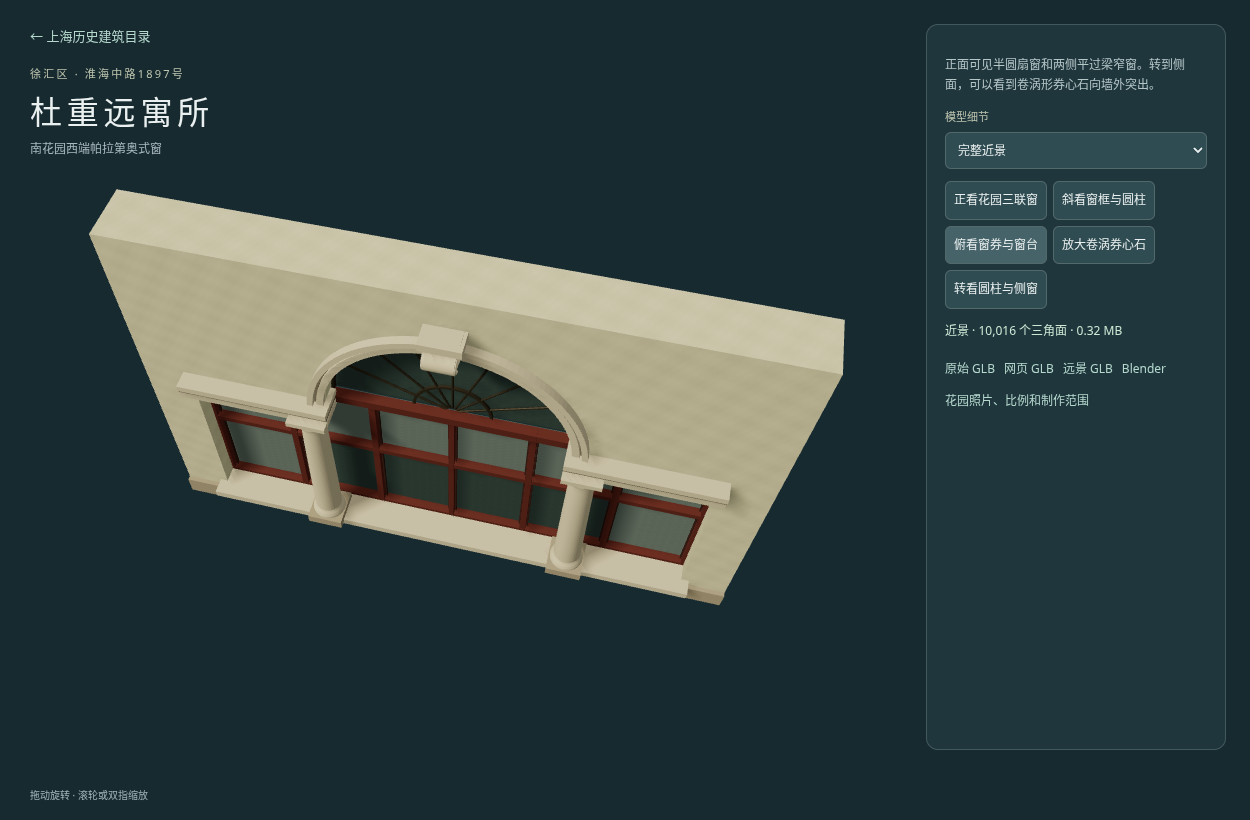 ← 上海历史建筑目录
徐汇区 · 淮海中路1897号
杜重远寓所
南花园西端帕拉第奥式窗
正面可见半圆扇窗和两侧平过梁窄窗。转到侧
面，可以看到卷涡形券心石向墙外突出。
模型细节
完整近景
正看花园三联窗
斜看窗框与圆柱
俯看窗券与窗台
放大卷涡券心石
转看圆柱与侧窗
近景 · 10,016 个三角面 · 0.32 MB
原始 GLB 网页 GLB 远景 GLB Blender
花园照片、比例和制作范围
拖动旋转 · 滚轮或双指缩放